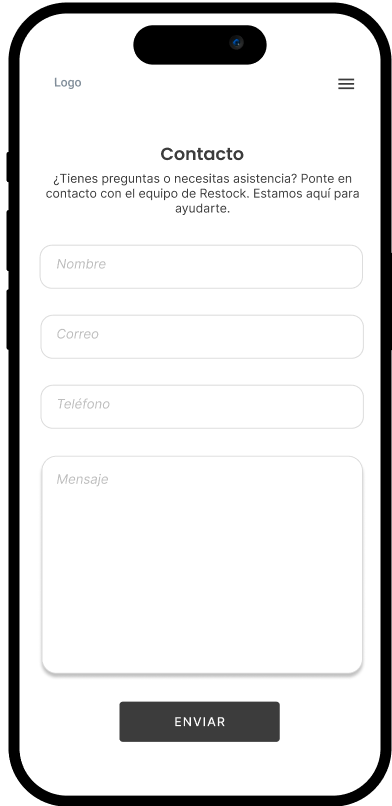 Logo
Contacto
¿Tienes preguntas o necesitas asistencia? Ponte en
contacto con el equipo de Restock. Estamos aquí para
ayudarte.
Nombre
Correo
Teléfono
Mensaje
ENVIAR